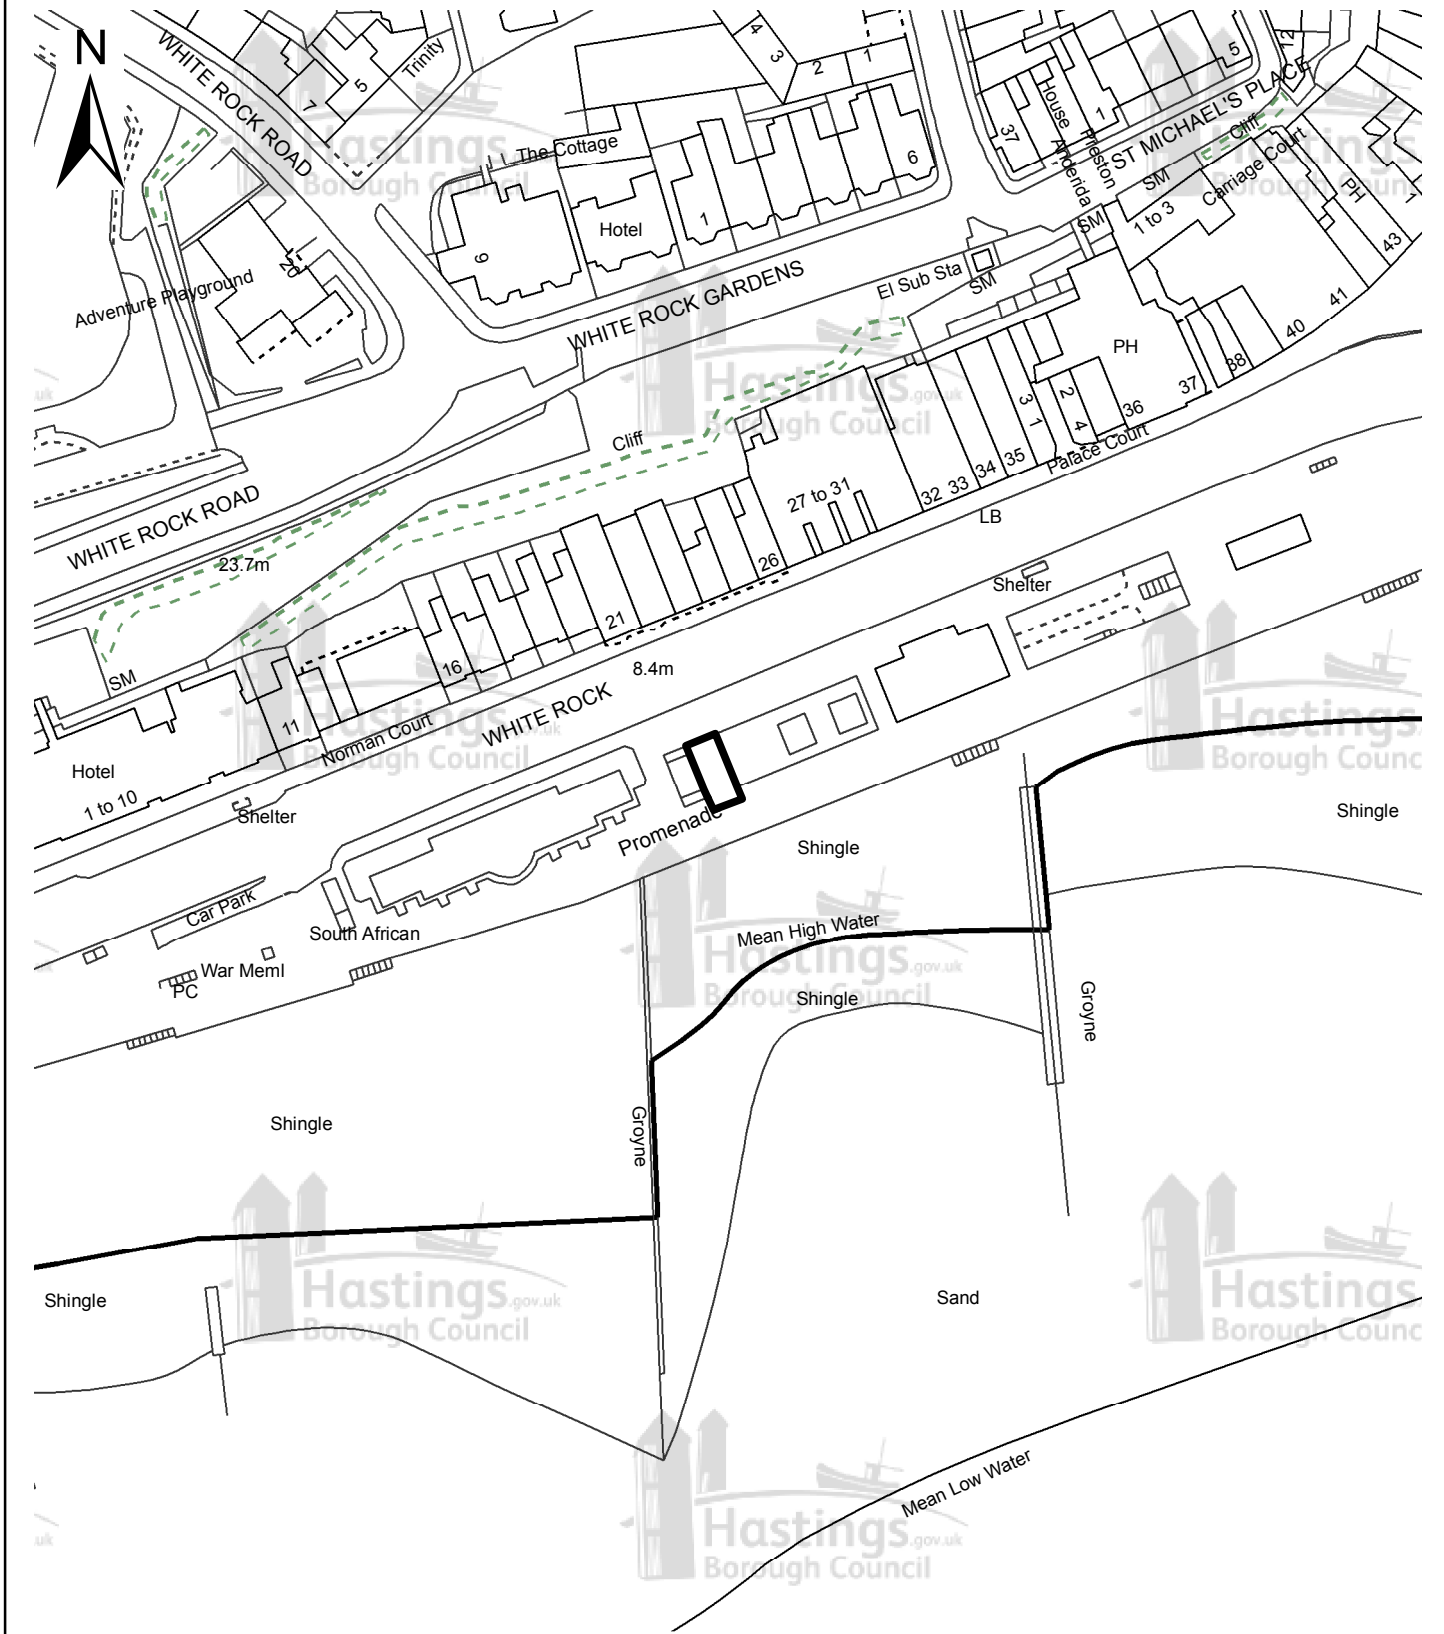 N
WHITE ROCK ROAD
7
5
Trinity
4
3
2
1
The Cottage
6
Hotel
1
9
37
House
Anderida
Preston
1
5
12
ST MICHAEL'S PLACE
Cliff
Carriage Court
SM
SM
1 to 3
PH
1
43
41
40
38
37
36
Adventure Playground
20
WHITE ROCK GARDENS
El Sub Sta
SM
PH
3
1
2
4
Palace Court
35
34
33
32
27 to 31
26
Cliff
WHITE ROCK ROAD
23.7m
LB
Shelter
21
16
8.4m
WHITE ROCK
SM
11
Norman Court
Hotel
1 to 10
Shelter
Promenade
Car Park
South African
War Meml
PC
Shingle
Shingle
Mean High Water
Shingle
Groyne
Groyne
Shingle
Shingle
Sand
Mean Low Water
Hastings.gov.uk
Borough Council